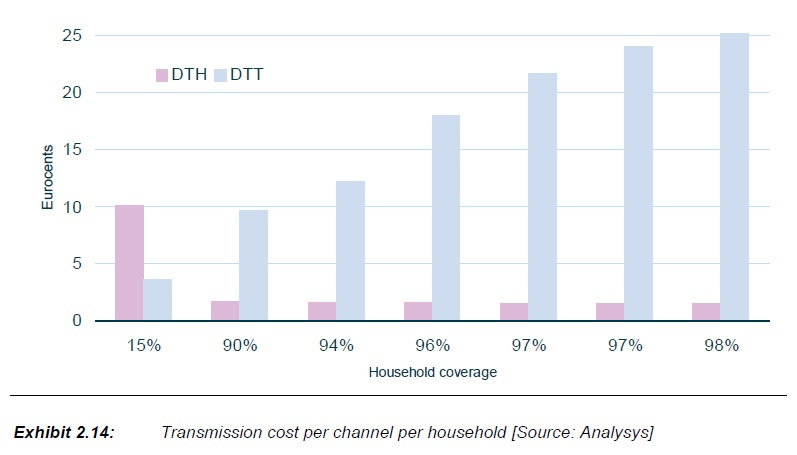 25
DTH DTT
20
15
Eurocents
10
5
0
15% 90% 94% 96% 97% 97% 98%
Household coverage
Exhibit 2.14: Transmission cost per channel per household [Source: Analysys]